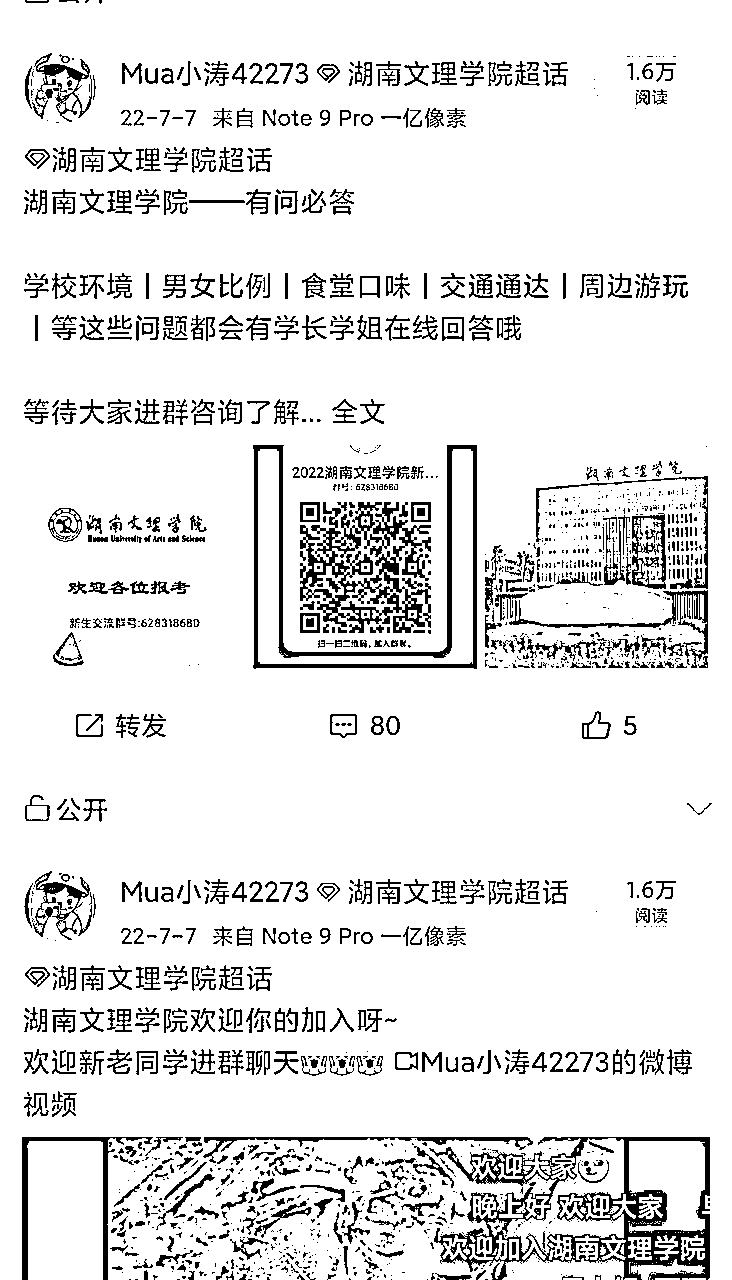 公开
Mua小涛42273 湖南文理学院超话
1.6万
阅读
22-7-7 来自 Note 9 Pro 一亿像素
湖南文理学院超话
湖南文理学院——有问必答
学校环境|男女比例|食堂口味|交通通达|周边游玩
|等这些问题都会有学长学姐在线回答哦
等待大家进群咨询了解... 全文
湖南文理学院
Hunan University of Arts and Science
欢迎各位报考
新生交流群号:628318680
2022湖南文理学院新...
群号: 628318680
扫一扫二维码，加入群聊。
湖南文理学院
转发
80
5
公开
Mua小涛42273 湖南文理学院超话
1.6万
阅读
22-7-7 来自 Note 9 Pro 一亿像素
湖南文理学院超话
湖南文理学院欢迎你的加入呀~
欢迎新老同学进群聊天 Mua小涛42273的微博
视频
欢迎大家
晚上好 欢迎大家
欢迎加入湖南文理学院